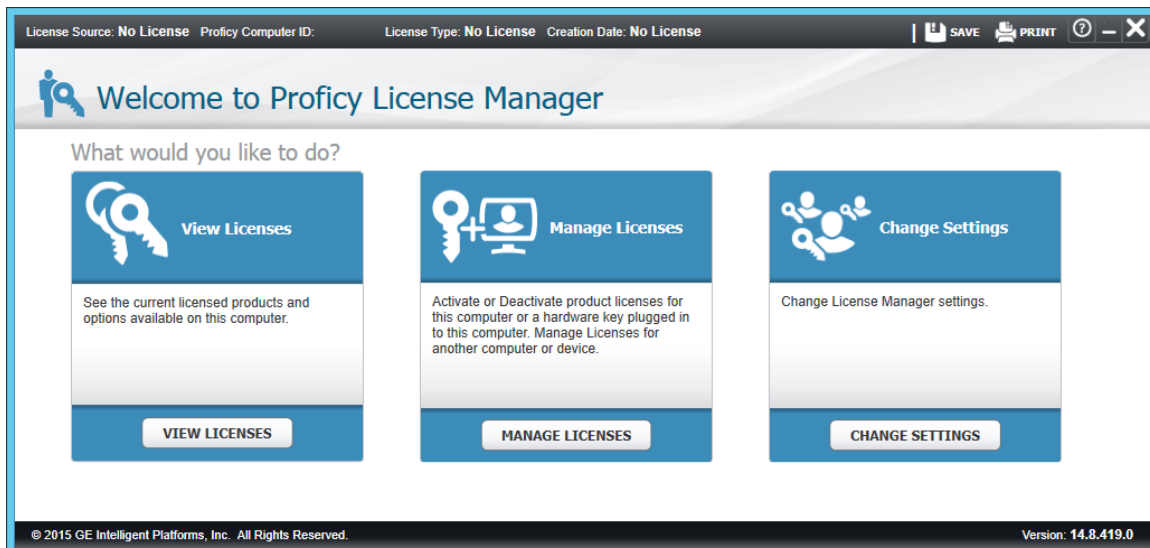 License Source: No License Proficy Computer ID: License Type: No License Creation Date: No License | SAVE PRINT ?
Welcome to Proficy License Manager
What would you like to do?
View Licenses
See the current licensed products and
options available on this computer.
VIEW LICENSES
Manage Licenses
Activate or Deactivate product licenses for
this computer or a hardware key plugged in
to this computer. Manage Licenses for
another computer or device.
MANAGE LICENSES
Change Settings
Change License Manager settings.
CHANGE SETTINGS
© 2015 GE Intelligent Platforms, Inc. All Rights Reserved. Version: 14.8.419.0